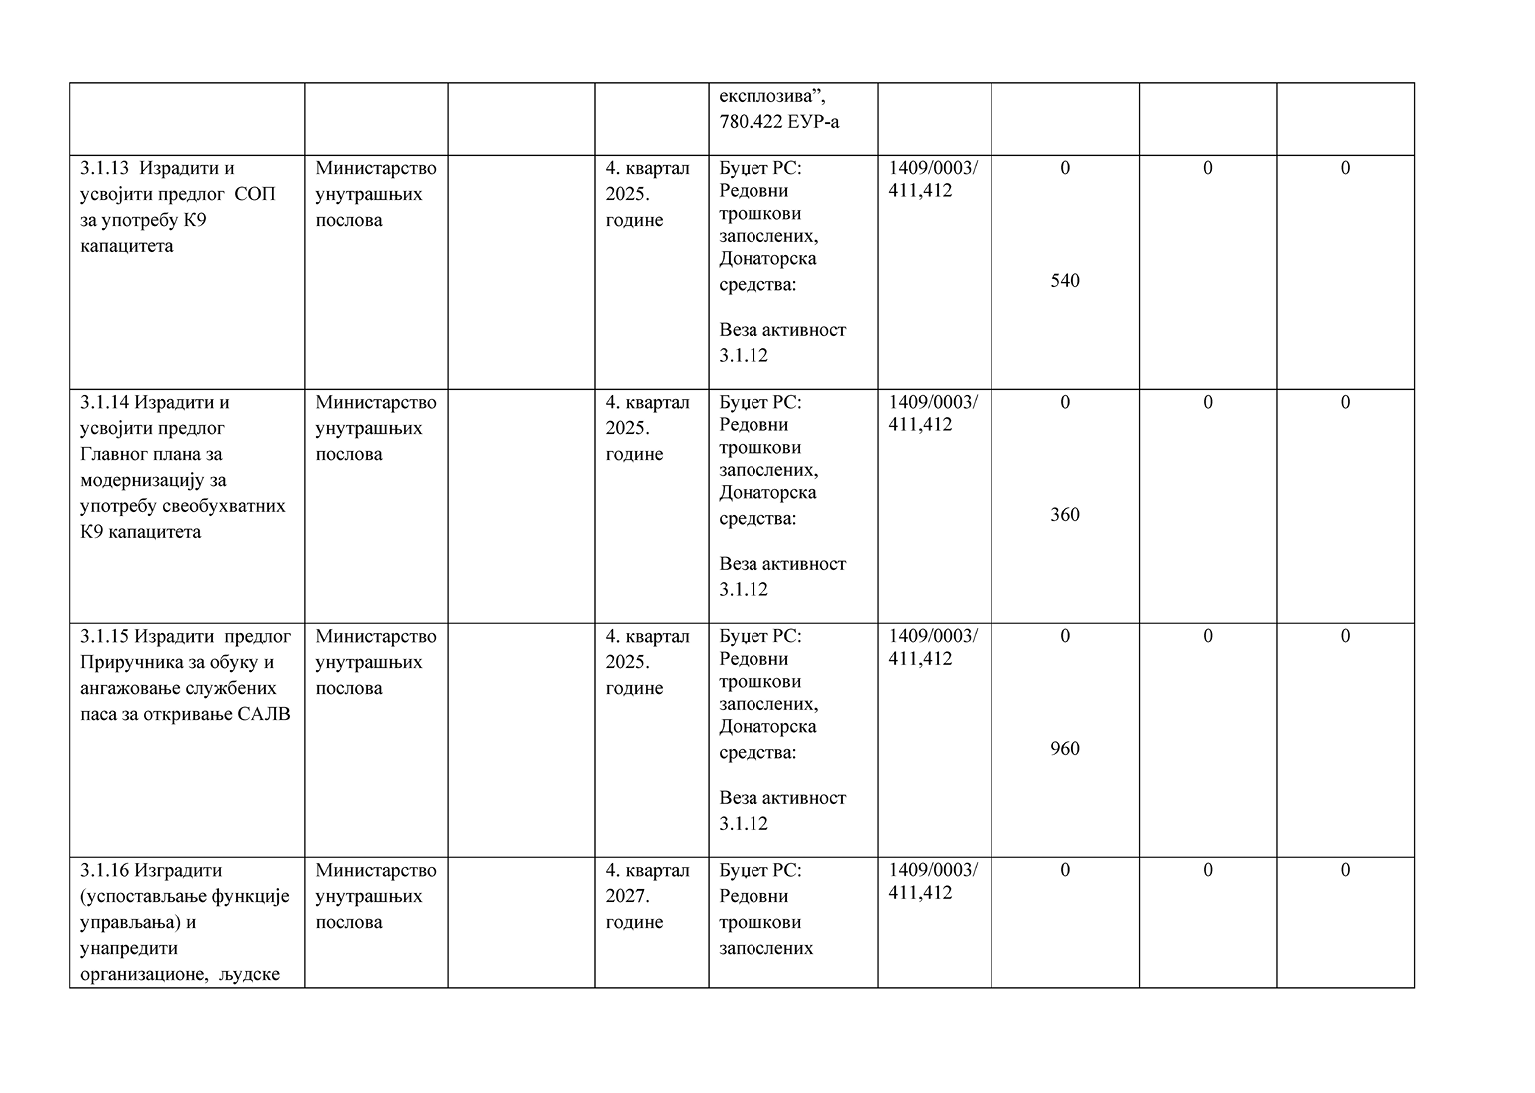 експлозива”,
780.422 ЕУР-а
3.1.13 Израдити и
усвојити предлог СОП
за употребу К9
капацитета
Министарство
унутрашњих
послова
4. квартал
2025.
године
Буџет РС:
Редовни
трошкови
запослених,
Донаторска
средства:
Веза активност
3.1.12
1409/0003/
411,412
0
540
0
0
3.1.14 Израдити и
усвојити предлог
Главног плана за
модернизацију за
употребу свеобухватних
К9 капацитета
Министарство
унутрашњих
послова
4. квартал
2025.
године
Буџет РС:
Редовни
трошкови
запослених,
Донаторска
средства:
Веза активност
3.1.12
1409/0003/
411,412
0
360
0
0
3.1.15 Израдити предлог
Приручника за обуку и
ангажовање службених
паса за откривање САЛВ
Министарство
унутрашњих
послова
4. квартал
2025.
године
Буџет РС:
Редовни
трошкови
запослених,
Донаторска
средства:
Веза активност
3.1.12
1409/0003/
411,412
0
960
0
0
3.1.16 Изградити
(успостављање функције
управљања) и
унапредити
организационе, људске
Министарство
унутрашњих
послова
4. квартал
2027.
године
Буџет РС:
Редовни
трошкови
запослених
1409/0003/
411,412
0
0
0